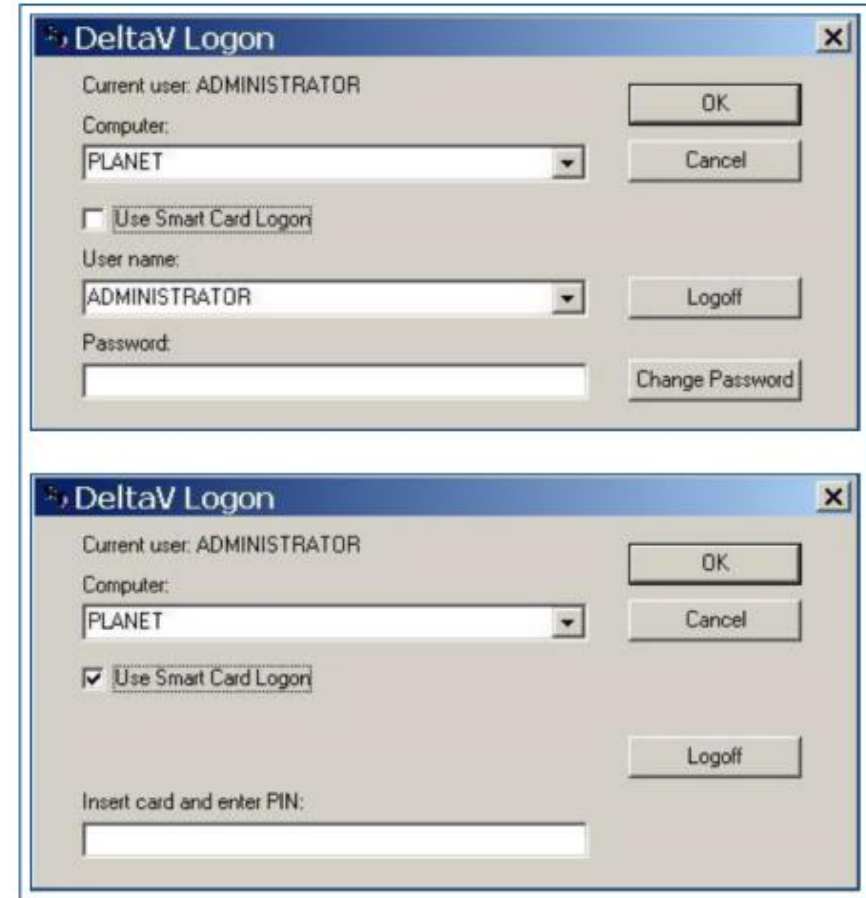 DeltaV Logon
Current user: ADMINISTRATOR
OK
Computer:
PLANET
Cancel
Use Smart Card Logon
User name:
ADMINISTRATOR
Logoff
Password:
Change Password
DeltaV Logon
Current user: ADMINISTRATOR
OK
Computer:
PLANET
Cancel
Use Smart Card Logon
Logoff
Insert card and enter PIN: